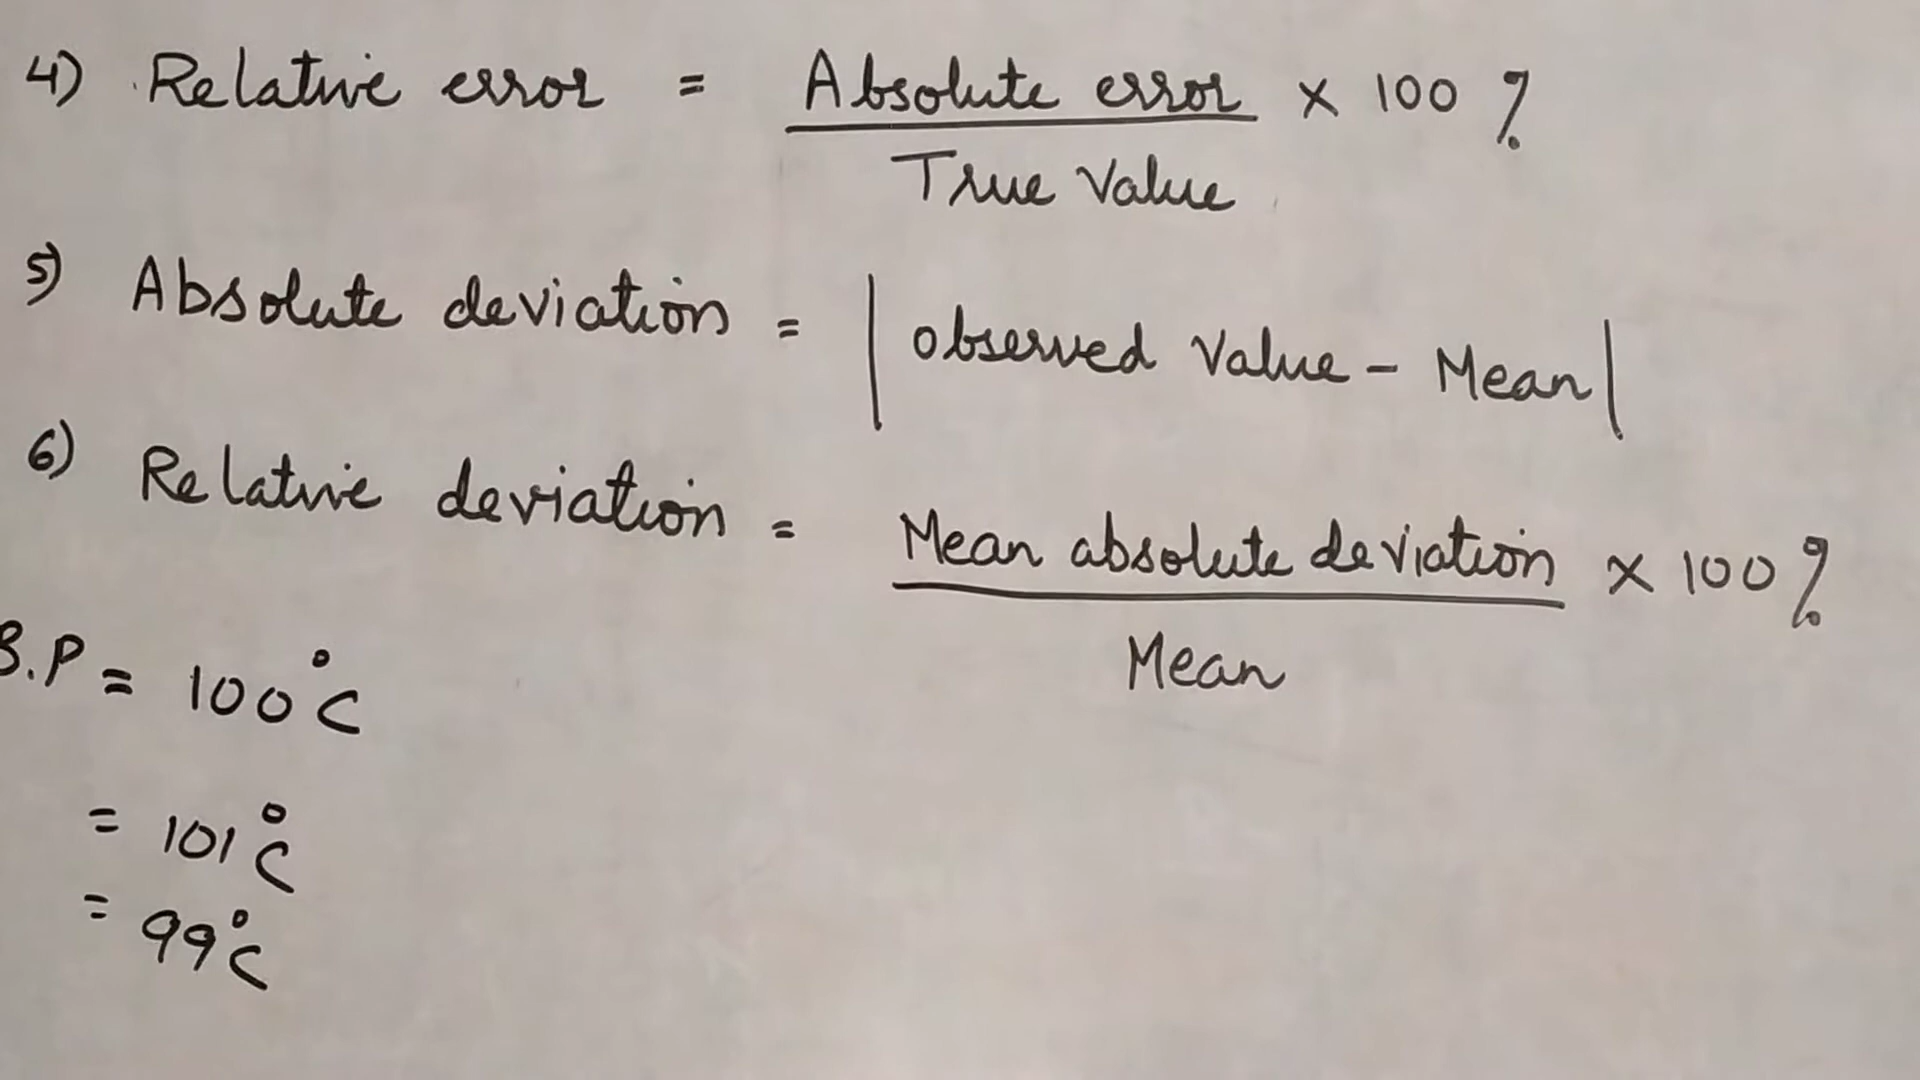 4) Relative error = Absolute error × 100 %
True Value
5) Absolute deviation = | observed value - Mean |
6) Relative deviation = Mean absolute deviation × 100 %
Mean
B.P = 100°C
= 101°C
= 99°C